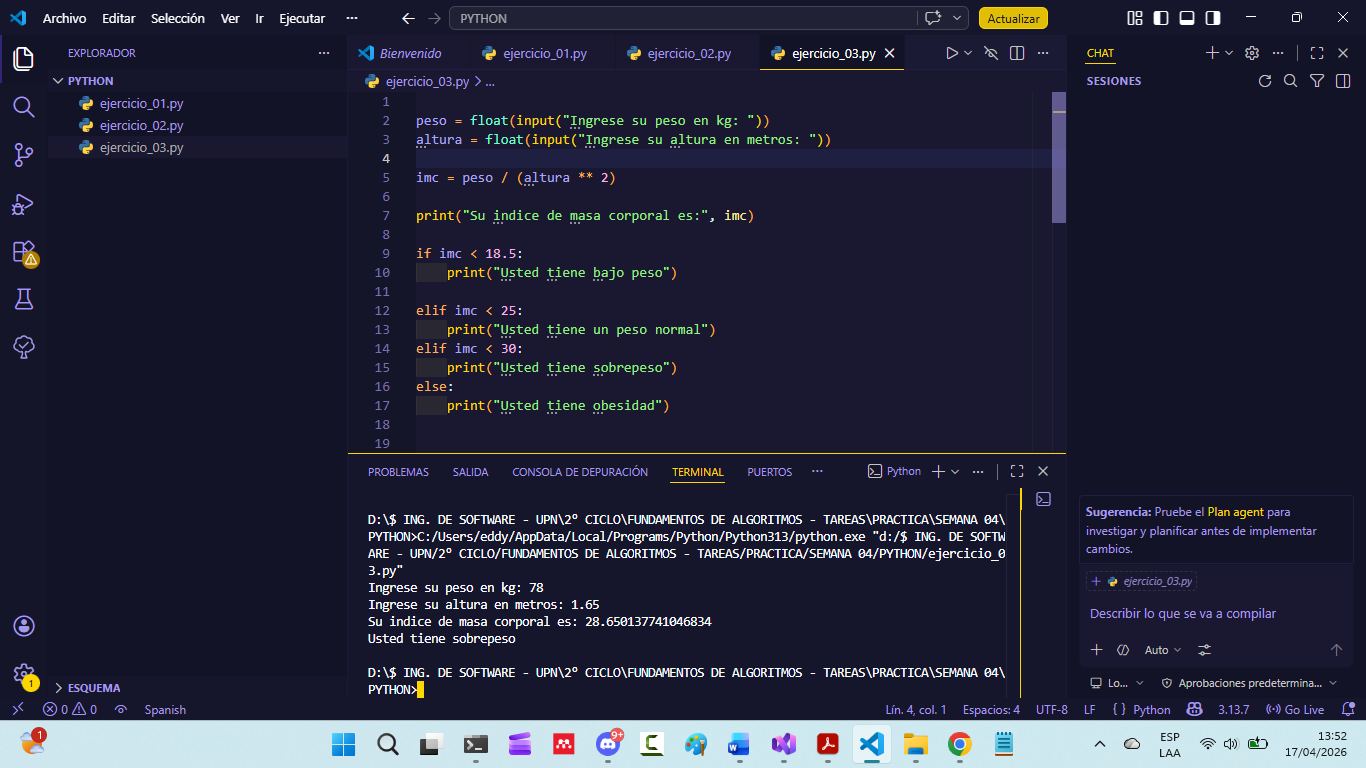 Archivo Editar Selección Ver Ir Ejecutar ··· PYTHON Actualizar
EXPLORADOR ···
PYTHON
ejercicio_01.py
ejercicio_02.py
ejercicio_03.py
ESQUEMA
Bienvenido ejercicio_01.py ejercicio_02.py ejercicio_03.py ···
ejercicio_03.py > ...
1
2 peso = float(input("Ingrese su peso en kg: "))
3 altura = float(input("Ingrese su altura en metros: "))
4
5 imc = peso / (altura ** 2)
6
7 print("Su indice de masa corporal es:", imc)
8
9 if imc < 18.5:
10 print("Usted tiene bajo peso")
11
12 elif imc < 25:
13 print("Usted tiene un peso normal")
14 elif imc < 30:
15 print("Usted tiene sobrepeso")
16 else:
17 print("Usted tiene obesidad")
18
19
PROBLEMAS SALIDA CONSOLA DE DEPURACIÓN TERMINAL PUERTOS ··· Python ···
D:\$ ING. DE SOFTWARE - UPN\2º CICLO\FUNDAMENTOS DE ALGORITMOS - TAREAS\PRACTICA\SEMANA 04\
PYTHON>C:/Users/eddy/AppData/Local/Programs/Python/Python313/python.exe "d:/$ ING. DE SOFTW
ARE - UPN/2º CICLO/FUNDAMENTOS DE ALGORITMOS - TAREAS/PRACTICA/SEMANA 04/PYTHON/ejercicio_0
3.py"
Ingrese su peso en kg: 78
Ingrese su altura en metros: 1.65
Su indice de masa corporal es: 28.650137741046834
Usted tiene sobrepeso
D:\$ ING. DE SOFTWARE - UPN\2º CICLO\FUNDAMENTOS DE ALGORITMOS - TAREAS\PRACTICA\SEMANA 04\
PYTHON>
CHAT ···
SESIONES
Sugerencia: Pruebe el Plan agent para
investigar y planificar antes de implementar
cambios.
ejercicio_03.py
Describir lo que se va a compilar
Auto
Lo... Aprobaciones predetermina...
1
0 0 Spanish Lín. 4, col. 1 Espacios: 4 UTF-8 LF { } Python 3.13.7 Go Live
1 9+ ESP 13:52
LAA 17/04/2026